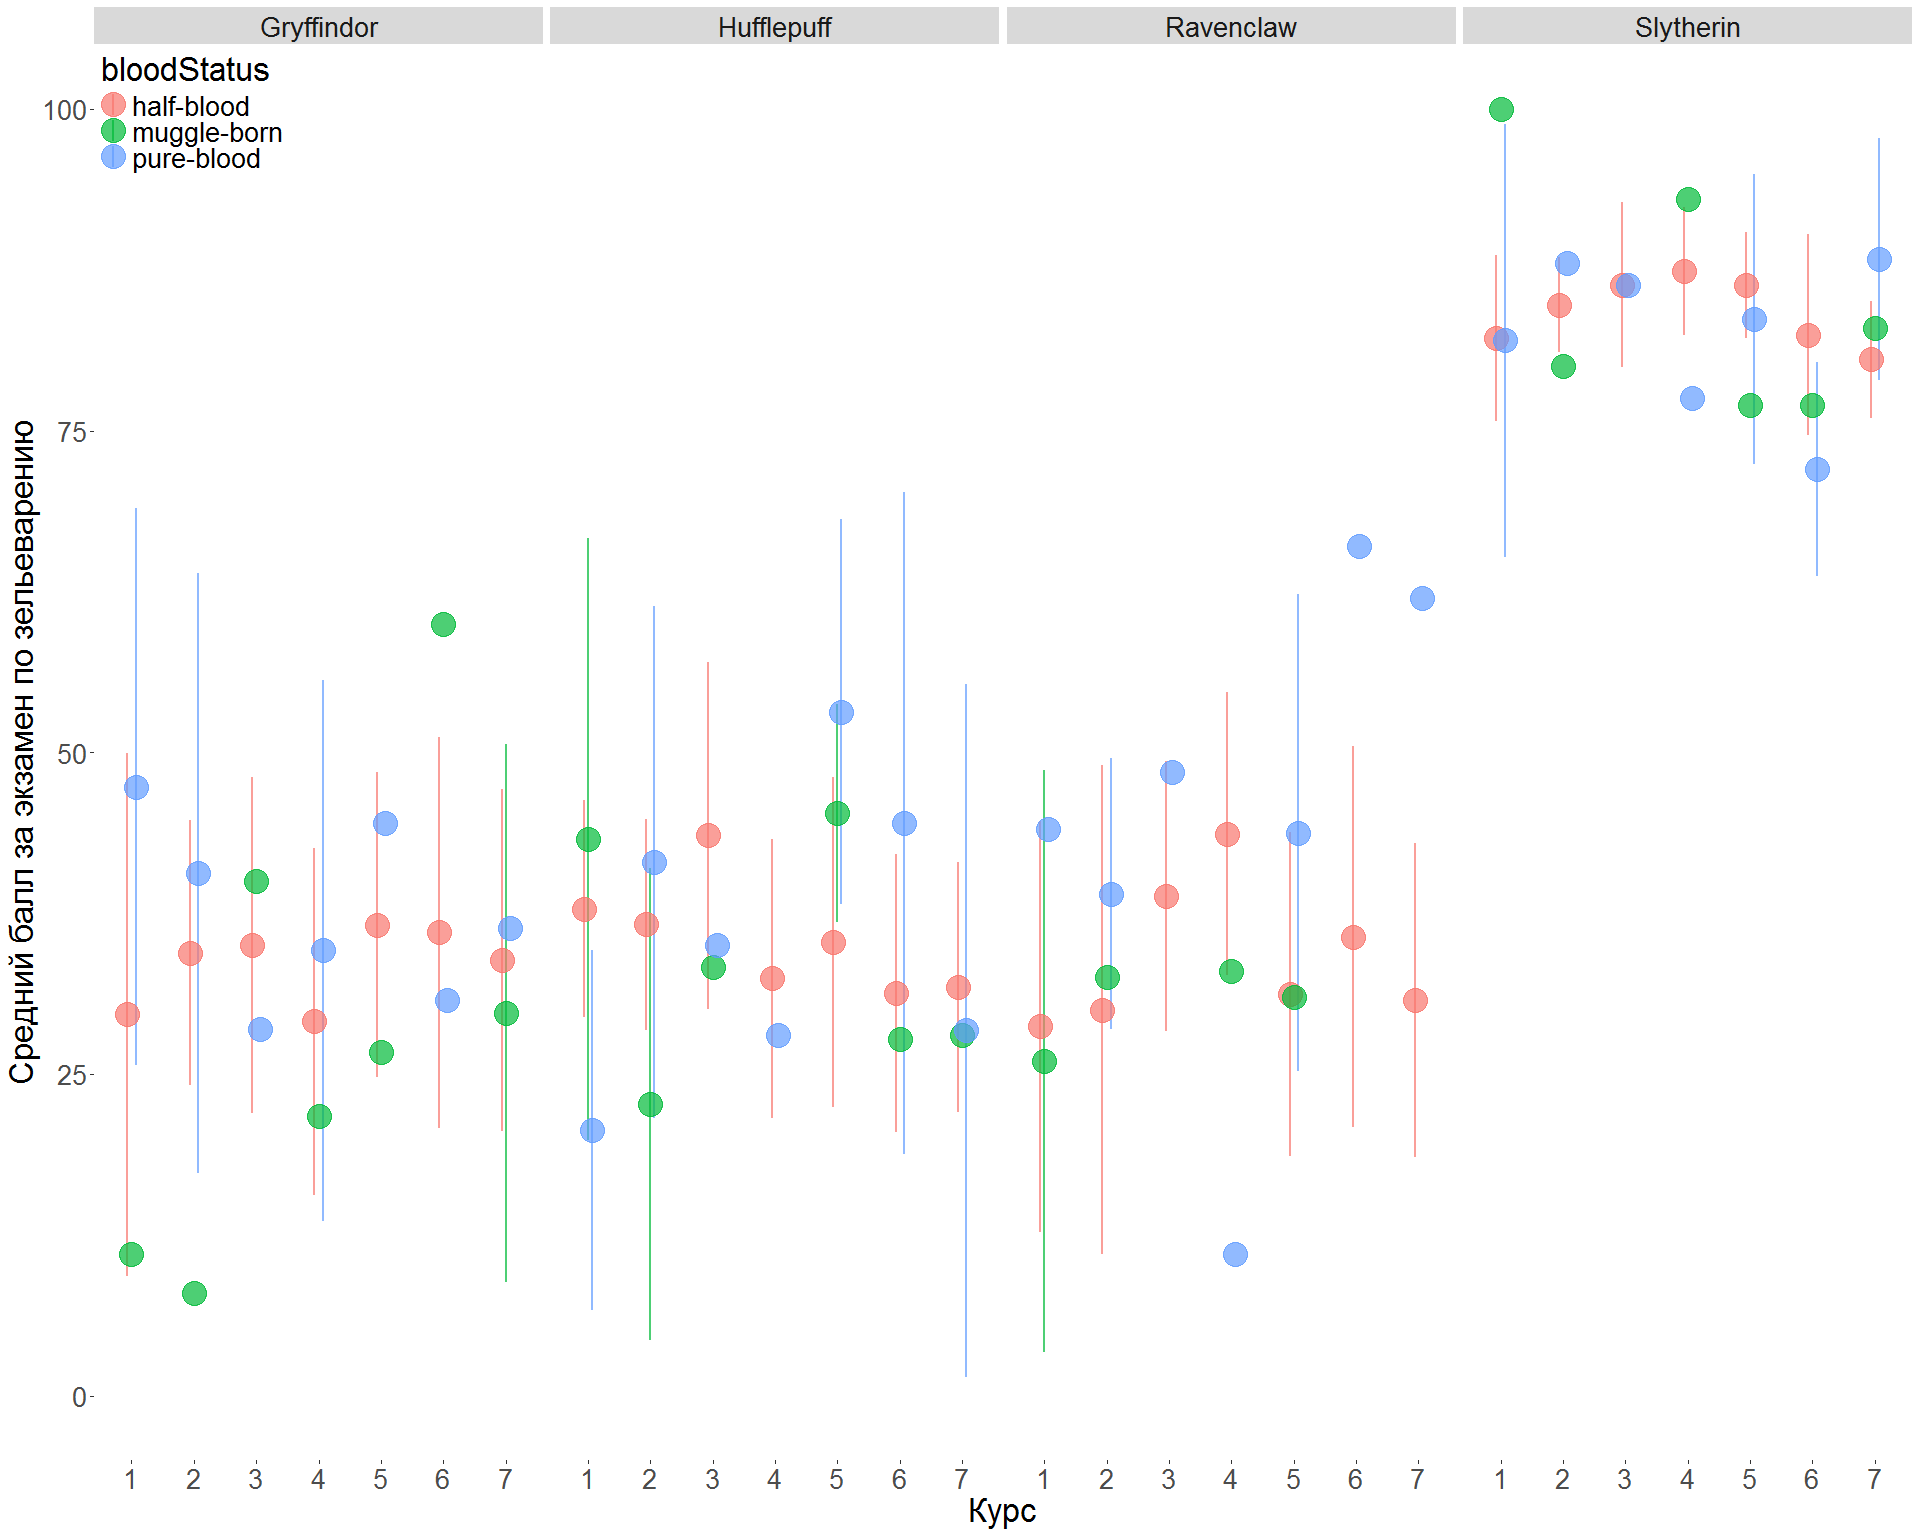 Gryffindor Hufflepuff Ravenclaw Slytherin
bloodStatus
half-blood
muggle-born
pure-blood
100
75
50
25
0
Средний балл за экзамен по зельеварению
1 2 3 4 5 6 7 1 2 3 4 5 6 7 1 2 3 4 5 6 7 1 2 3 4 5 6 7
Курс